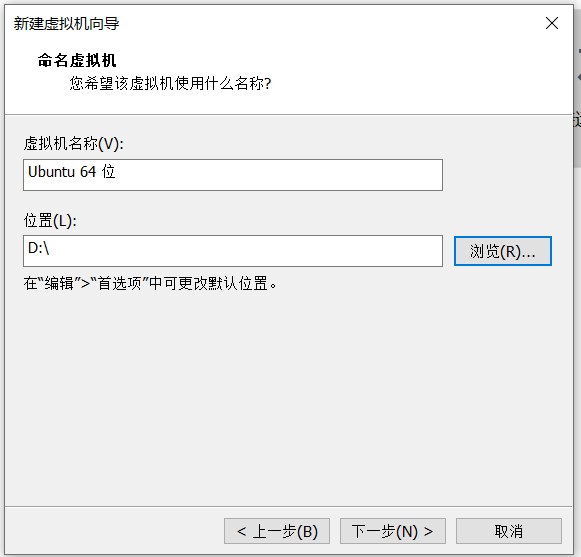 新建虚拟机向导
命名虚拟机
您希望该虚拟机使用什么名称?
虚拟机名称(V):
Ubuntu 64 位
位置(L):
D:\
浏览(R)...
在“编辑”>“首选项”中可更改默认位置。
< 上一步(B)
下一步(N) >
取消